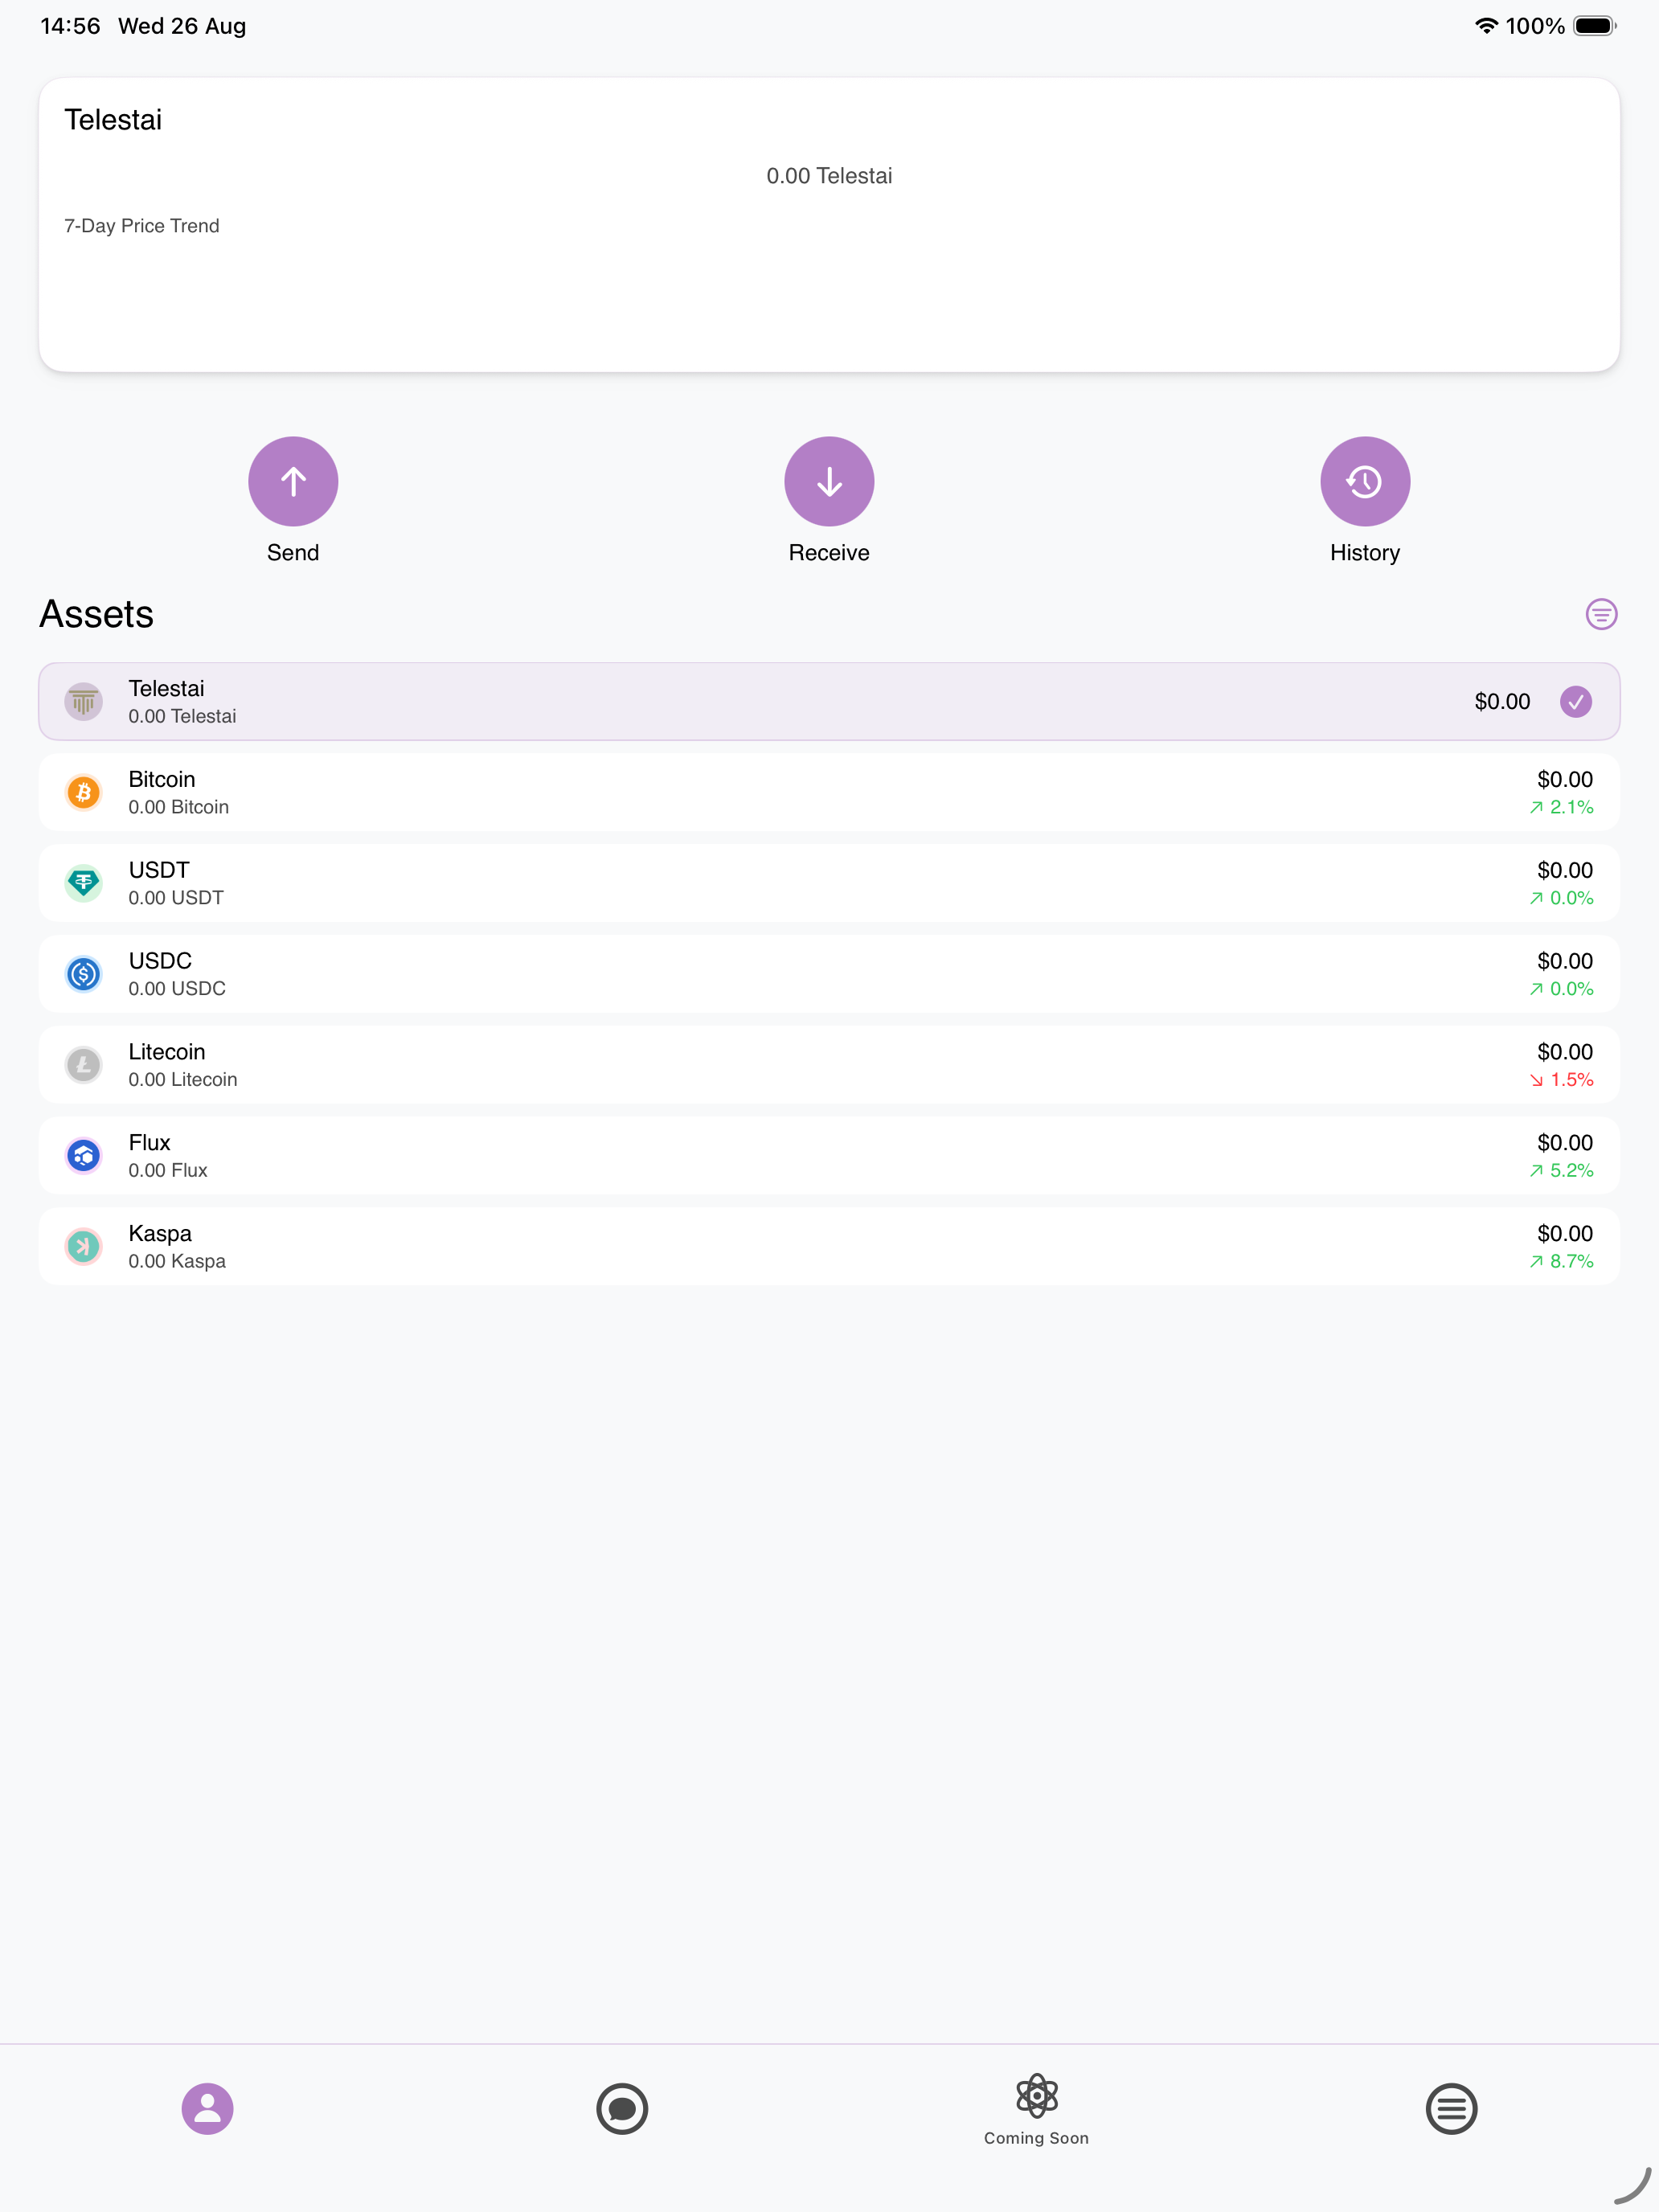 14:56 Wed 26 Aug
100%
Telestai
0.00 Telestai
7-Day Price Trend
Send
Receive
History
Assets
Telestai
0.00 Telestai
$0.00
Bitcoin
0.00 Bitcoin
$0.00
2.1%
USDT
0.00 USDT
$0.00
0.0%
USDC
0.00 USDC
$0.00
0.0%
Litecoin
0.00 Litecoin
$0.00
1.5%
Flux
0.00 Flux
$0.00
5.2%
Kaspa
0.00 Kaspa
$0.00
8.7%
Coming Soon